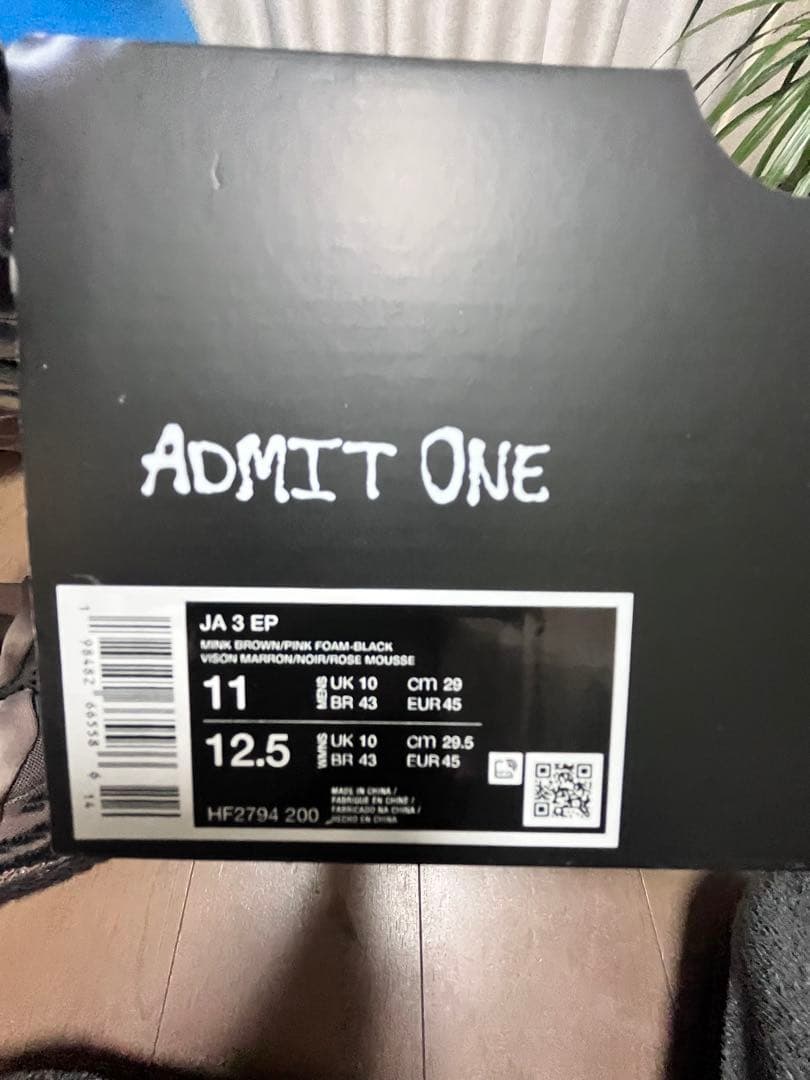 ADMIT ONE
JA 3 EP
MINK BROWN/PINK FOAM-BLACK
VISON MARRON/NOIR/ROSE MOUSSE
11 MENS UK 10 cm 29
BR 43 EUR 45
12.5 WMNS UK 10 cm 29.5
BR 43 EUR 45
HF2794 200
MADE IN CHINA /
FABRIQUÉ EN CHINE /
FABRICADO NA CHINA /
HECHO EN CHINA